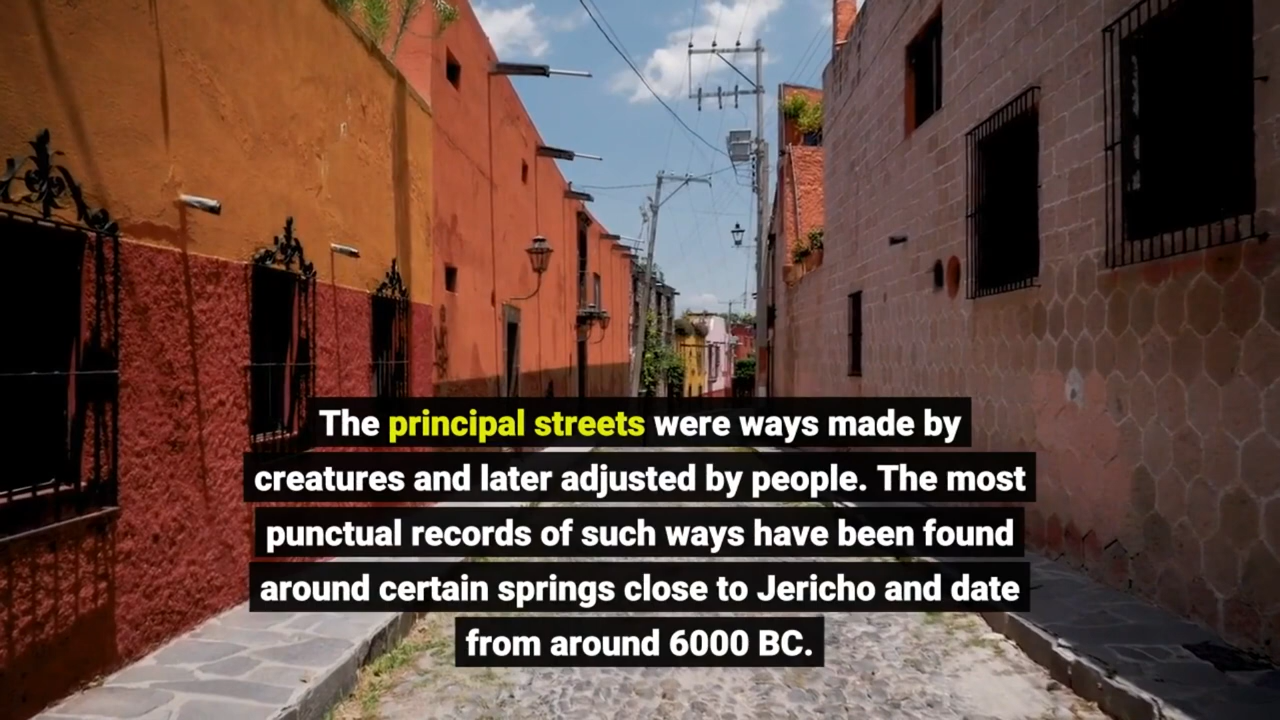 The principal streets were ways made by
creatures and later adjusted by people. The most
punctual records of such ways have been found
around certain springs close to Jericho and date
from around 6000 BC.